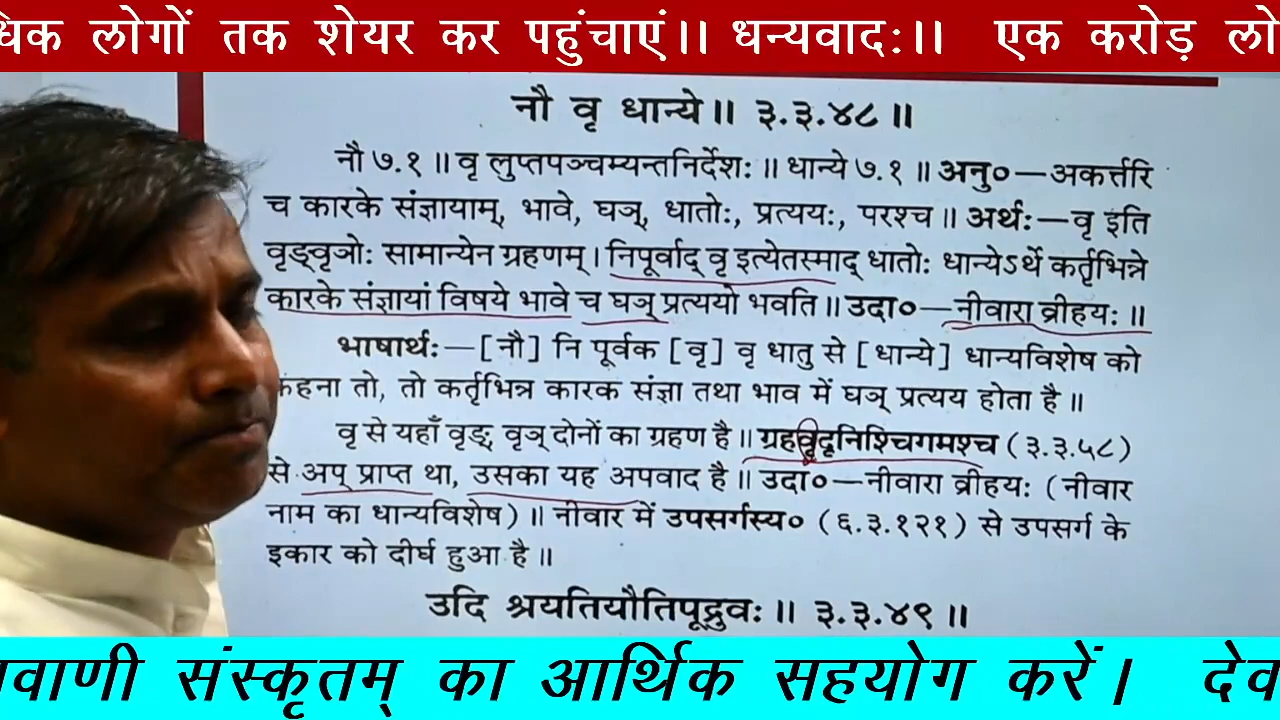 धिक लोगों तक शेयर कर पहुंचाएं।। धन्यवादः।। एक करोड़ लो
नौ वृ धान्ये॥ ३.३.४८॥
नौ ७.१॥ वृ लुप्तपञ्चम्यन्तनिर्देशः॥ धान्ये ७.१॥ अनु०—अकर्त्तरि
च कारके संज्ञायाम्, भावे, घञ्, धातोः, प्रत्ययः, परश्च॥ अर्थः—वृ इति
वृङ्वृञोः सामान्येन ग्रहणम्। निपूर्वाद् वृ इत्येतस्माद् धातोः धान्येऽर्थे कर्तृभिन्ने
कारके संज्ञायां विषये भावे च घञ् प्रत्ययो भवति॥ उदा०—नीवारा व्रीहयः॥
भाषार्थः—[नौ] नि पूर्वक [वृ] वृ धातु से [धान्ये] धान्यविशेष को
कहना तो, तो कर्तृभिन्न कारक संज्ञा तथा भाव में घञ् प्रत्यय होता है॥
वृ से यहाँ वृङ् वृञ् दोनों का ग्रहण है॥ ग्रहवृदृनिश्चिगमश्च (३.३.५८)
से अप् प्राप्त था, उसका यह अपवाद है॥ उदा०—नीवारा व्रीहयः (नीवार
नाम का धान्यविशेष)॥ नीवार में उपसर्गस्य० (६.३.१२१) से उपसर्ग के
इकार को दीर्घ हुआ है॥
उदि श्रयतियौतिपूद्रुवः॥ ३.३.४९॥
वाणी संस्कृतम् का आर्थिक सहयोग करें। देव